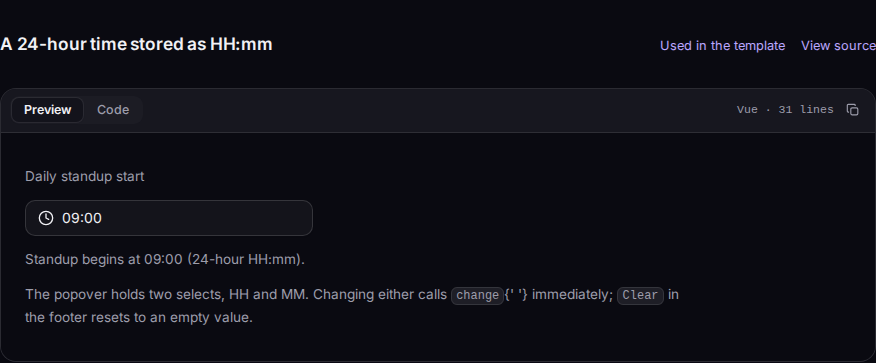 A 24-hour time stored as HH:mm
Used in the template View source
Preview Code Vue · 31 lines
Daily standup start
09:00
Standup begins at 09:00 (24-hour HH:mm).
The popover holds two selects, HH and MM. Changing either calls change{' '} immediately; Clear in
the footer resets to an empty value.